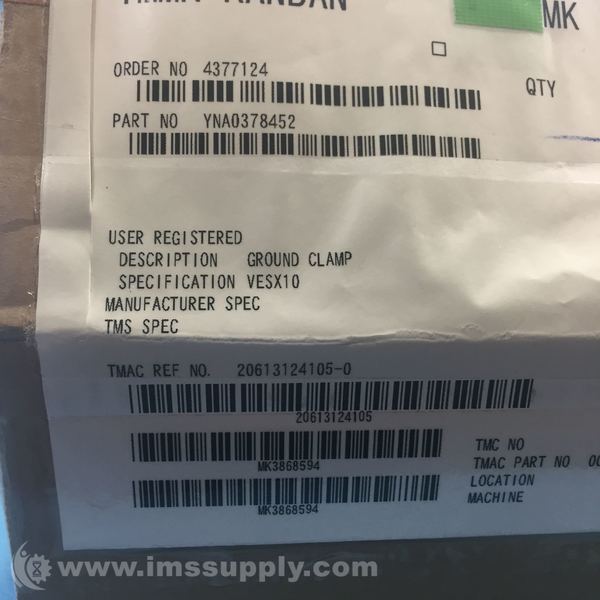 KANBAN
MK
ORDER NO 4377124
QTY
PART NO YNA0378452
USER REGISTERED
DESCRIPTION GROUND CLAMP
SPECIFICATION VESX10
MANUFACTURER SPEC
TMS SPEC
TMAC REF NO. 20613124105-0
20613124105
TMC NO
MK3868594
TMAC PART NO
LOCATION
MACHINE
MK3868594
www.imssupply.com